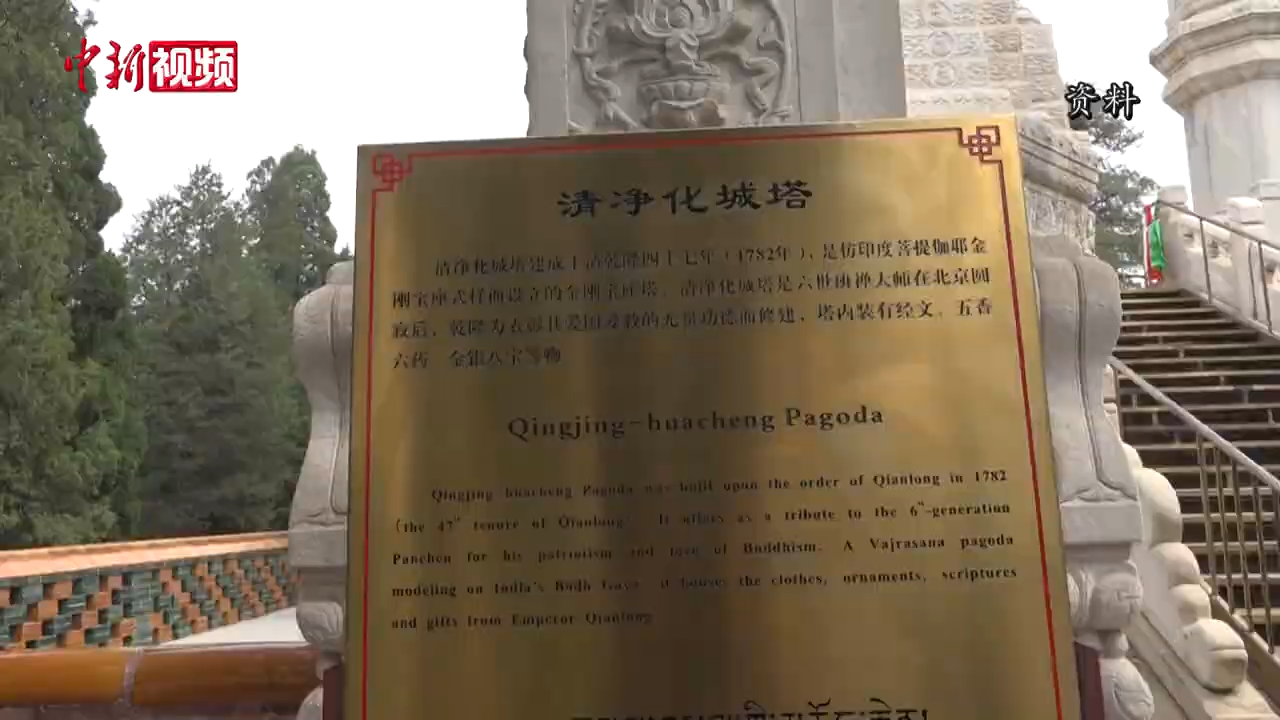 中新视频
资料
清净化城塔
清净化城塔建成于清乾隆四十七年（1782年），是仿印度菩提伽耶金
刚宝座式样而设立的金刚宝座塔。清净化城塔是六世班禅大师在北京圆
寂后，乾隆为表彰其爱国爱教的无量功德而修建，塔内装有经文、五香
六药 金银八宝等物
Qingjing-huacheng Pagoda
Qingjing huacheng Pagoda was built upon the order of Qianlong in 1782
(the 47th tenure of Qianlong). It offers as a tribute to the 6th-generation
Panchen for his patriotism and love of Buddhism. A Vajrasana pagoda
modeling on India's Budh Gaya, it houses the clothes, ornaments, scriptures
and gifts from Emperor Qianlong